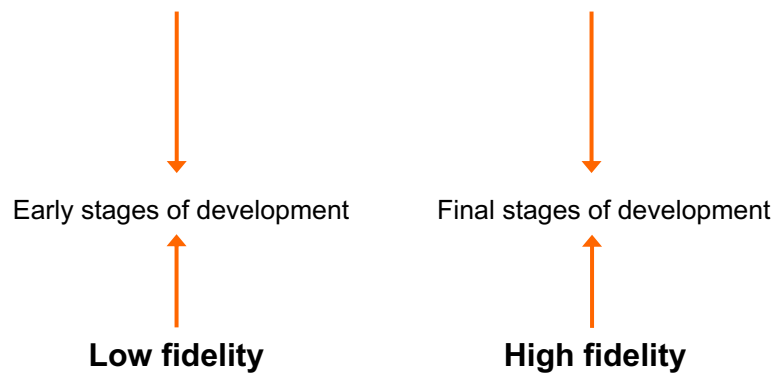 Early stages of development
Final stages of development
Low fidelity
High fidelity